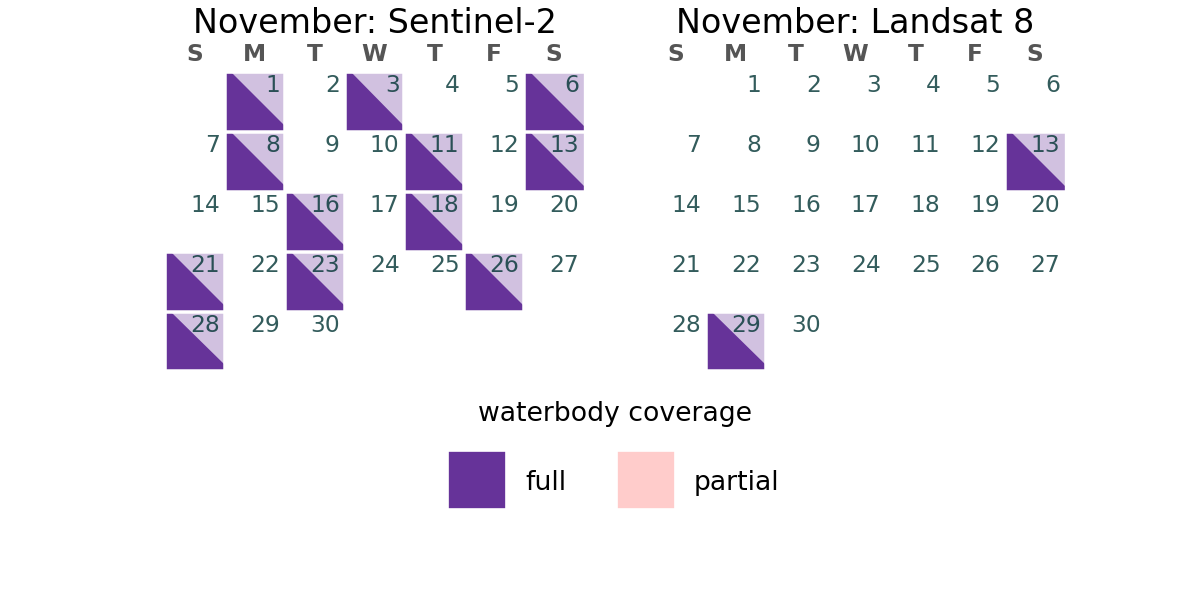 November: Sentinel-2
S M T W T F S
1 2 3 4 5 6
7 8 9 10 11 12 13
14 15 16 17 18 19 20
21 22 23 24 25 26 27
28 29 30
November: Landsat 8
S M T W T F S
1 2 3 4 5 6
7 8 9 10 11 12 13
14 15 16 17 18 19 20
21 22 23 24 25 26 27
28 29 30
waterbody coverage
full partial